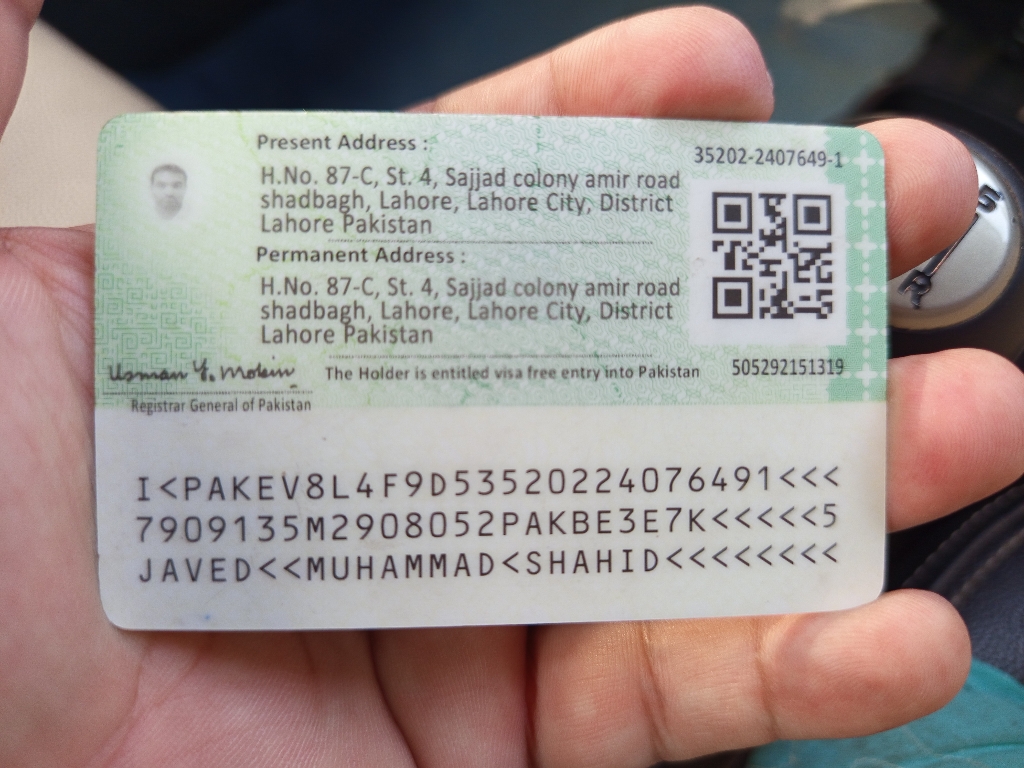 Present Address :
H.No. 87-C, St. 4, Sajjad colony amir road
shadbagh, Lahore, Lahore City, District
Lahore Pakistan
Permanent Address :
H.No. 87-C, St. 4, Sajjad colony amir road
shadbagh, Lahore, Lahore City, District
Lahore Pakistan
35202-2407649-1
505292151319
Usman Y. Mobin
Registrar General of Pakistan
The Holder is entitled visa free entry into Pakistan
I<PAKEV8L4F9D53520224076491<<<
7909135M2908052PAKBE3E7K<<<<<5
JAVED<<MUHAMMAD<SHAHID<<<<<<<<
5
R